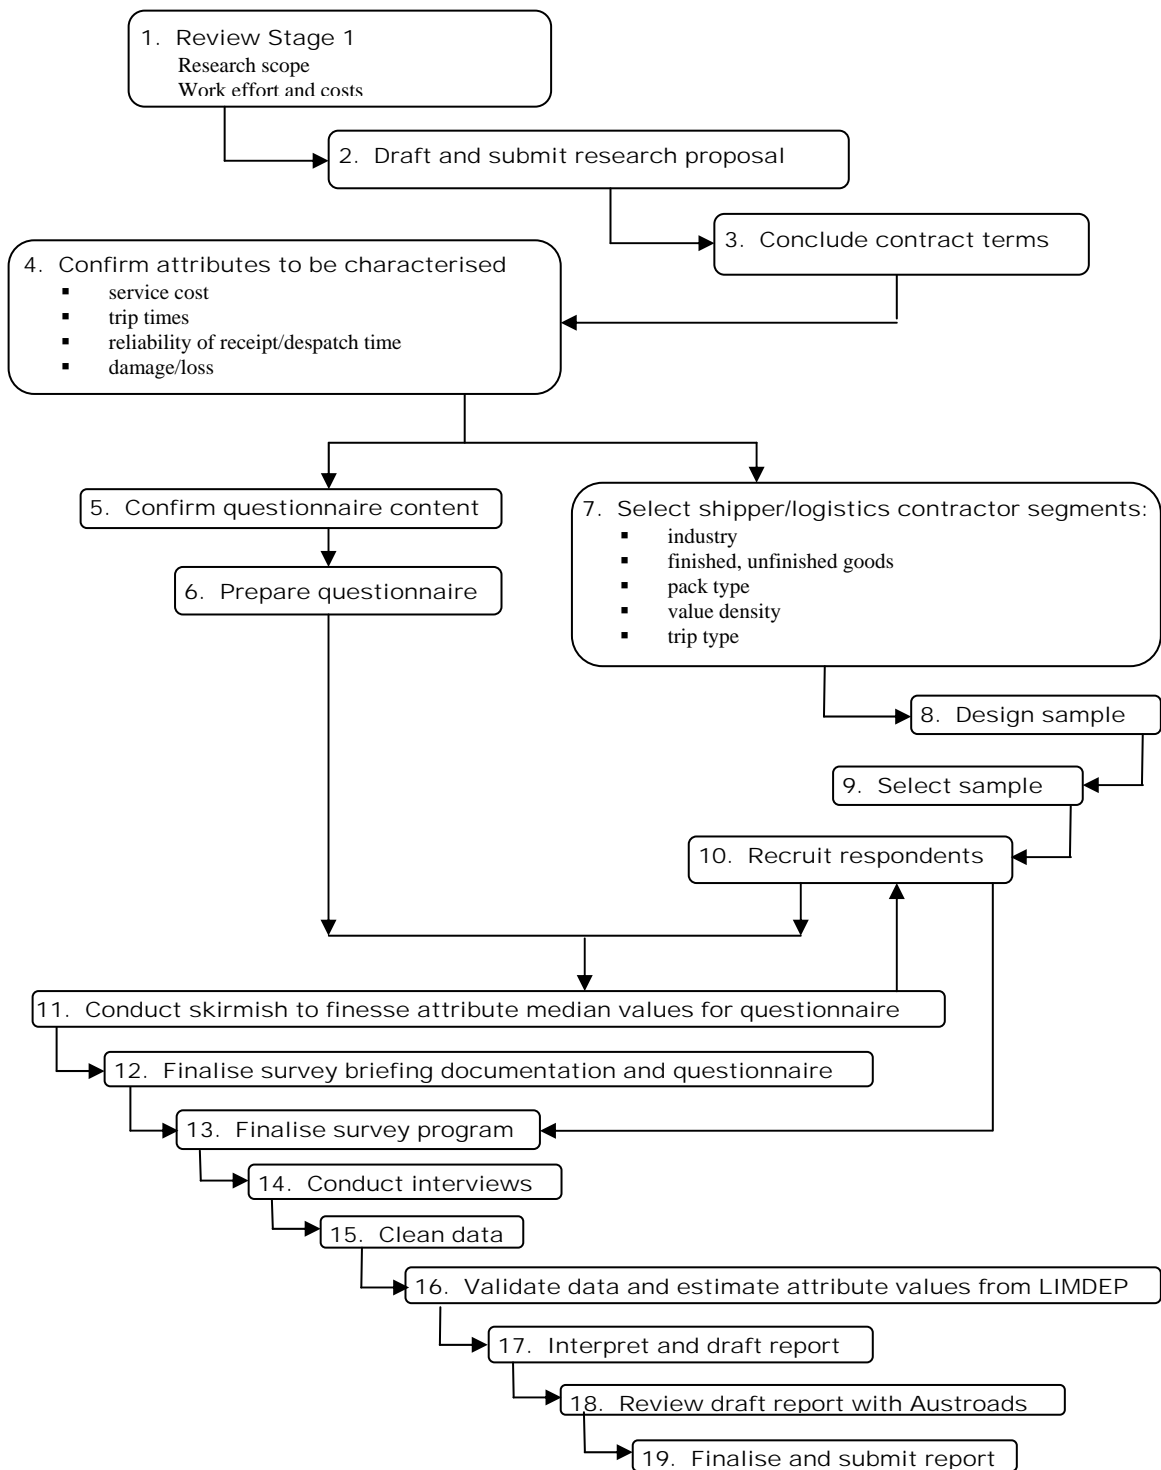 1. Review Stage 1
Research scope
Work effort and costs
2. Draft and submit research proposal
3. Conclude contract terms
4. Confirm attributes to be characterised
▪ service cost
▪ trip times
▪ reliability of receipt/despatch time
▪ damage/loss
5. Confirm questionnaire content
6. Prepare questionnaire
7. Select shipper/logistics contractor segments:
▪ industry
▪ finished, unfinished goods
▪ pack type
▪ value density
▪ trip type
8. Design sample
9. Select sample
10. Recruit respondents
11. Conduct skirmish to finesse attribute median values for questionnaire
12. Finalise survey briefing documentation and questionnaire
13. Finalise survey program
14. Conduct interviews
15. Clean data
16. Validate data and estimate attribute values from LIMDEP
17. Interpret and draft report
18. Review draft report with Austroads
19. Finalise and submit report